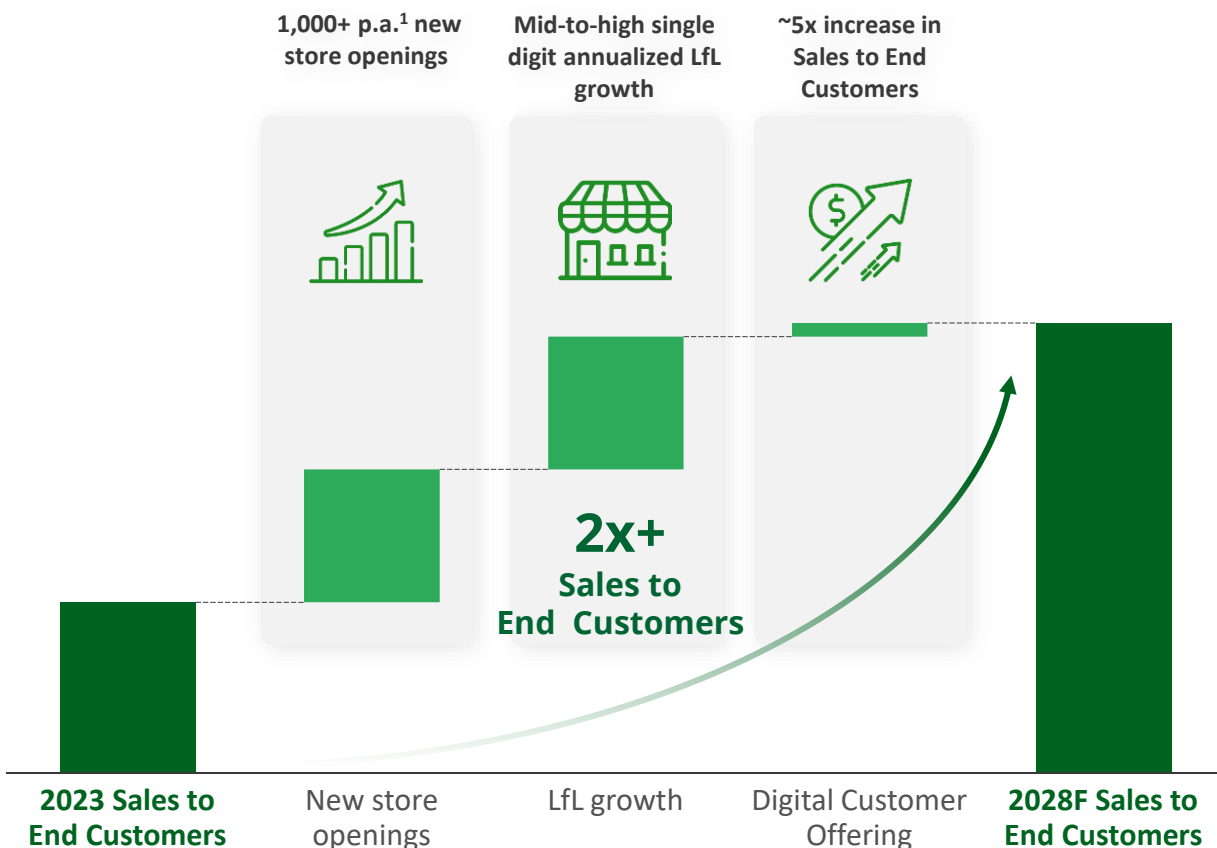 1,000+ p.a.¹ new
store openings
Mid-to-high single
digit annualized LfL
growth
~5x increase in
Sales to End
Customers
$
2x+
Sales to
End Customers
2023 Sales to
End Customers
New store
openings
LfL growth
Digital Customer
Offering
2028F Sales to
End Customers